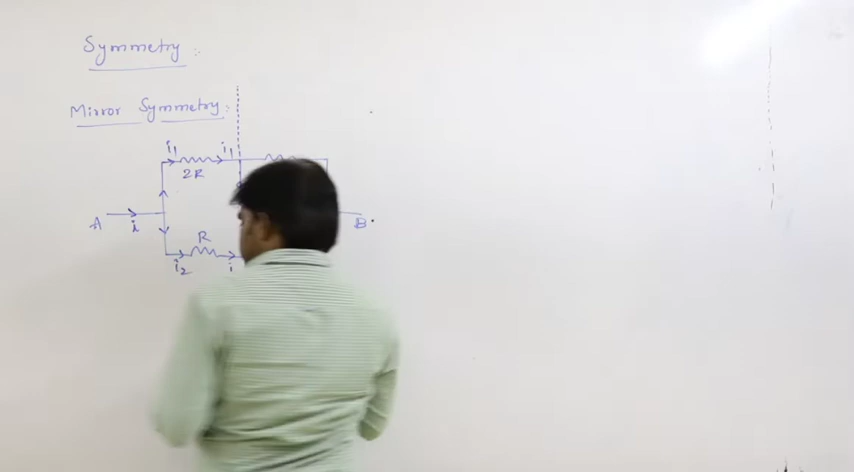 Symmetry :
Mirror Symmetry :
i1 i1
2R
A i B
R
i2 i